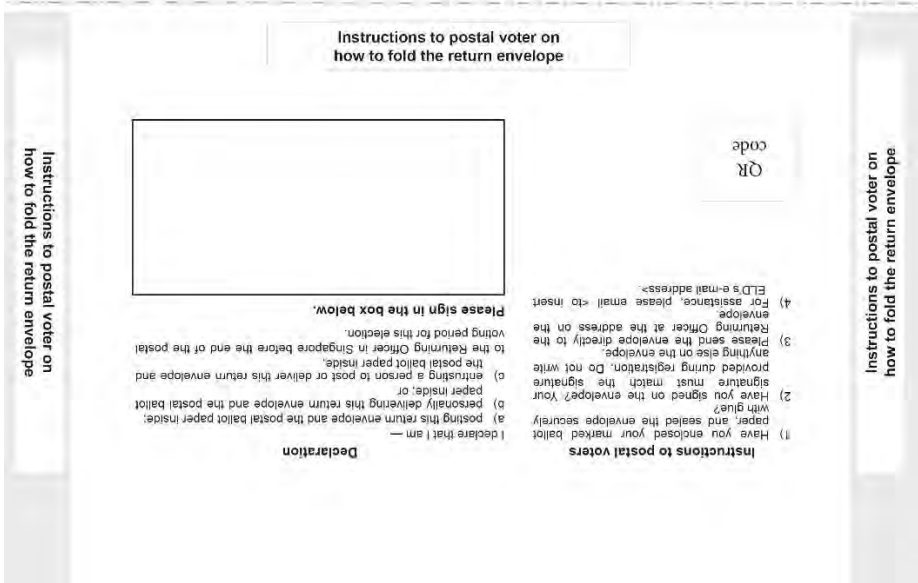 Instructions to postal voter on
how to fold the return envelope
Instructions to postal voter on
how to fold the return envelope
Instructions to postal voters
1) Have you enclosed your marked ballot
paper, and sealed the envelope securely
with glue?
2) Have you signed on the envelope? Your
signature must match the signature
provided during registration. Do not write
anything else on the envelope.
3) Please send the envelope directly to the
Returning Officer at the address on the
envelope.
4) For assistance, please email <to insert
ELD's e-mail address>
QR
code
Declaration
I declare that I am —
a) posting this return envelope and the postal ballot paper inside;
b) personally delivering this return envelope and the postal ballot
paper inside; or
c) entrusting a person to post or deliver this return envelope and
the postal ballot paper inside,
to the Returning Officer in Singapore before the end of the postal
voting period for this election.
Please sign in the box below.
Instructions to postal voter on
how to fold the return envelope